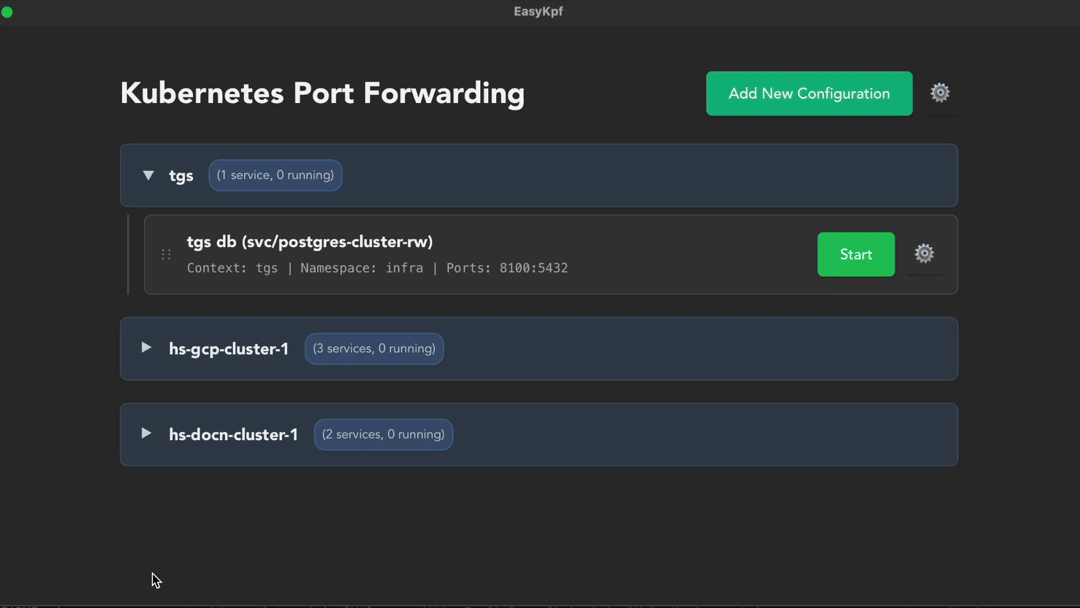 EasyKpf
Kubernetes Port Forwarding
Add New Configuration
tgs (1 service, 0 running)
tgs db (svc/postgres-cluster-rw)
Context: tgs | Namespace: infra | Ports: 8100:5432
Start
hs-gcp-cluster-1 (3 services, 0 running)
hs-docn-cluster-1 (2 services, 0 running)